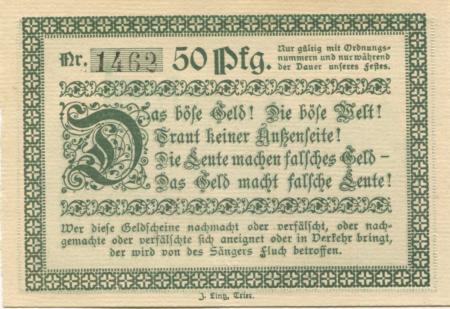 Nr. 1462 50 Pfg. Nur gültig mit Ordnungs-
nummern und nur während
der Dauer unseres Festes.
Das böse Geld! Die böse Welt!
Traut keiner Außenseite!
Die Leute machen falsches Geld –
Das Geld macht falsche Leute!
Wer diese Geldscheine nachmacht oder verfälscht, oder nach-
gemachte oder verfälschte sich aneignet oder in Verkehr bringt,
der wird von des Sängers Fluch betroffen.
J. Lintz, Trier.